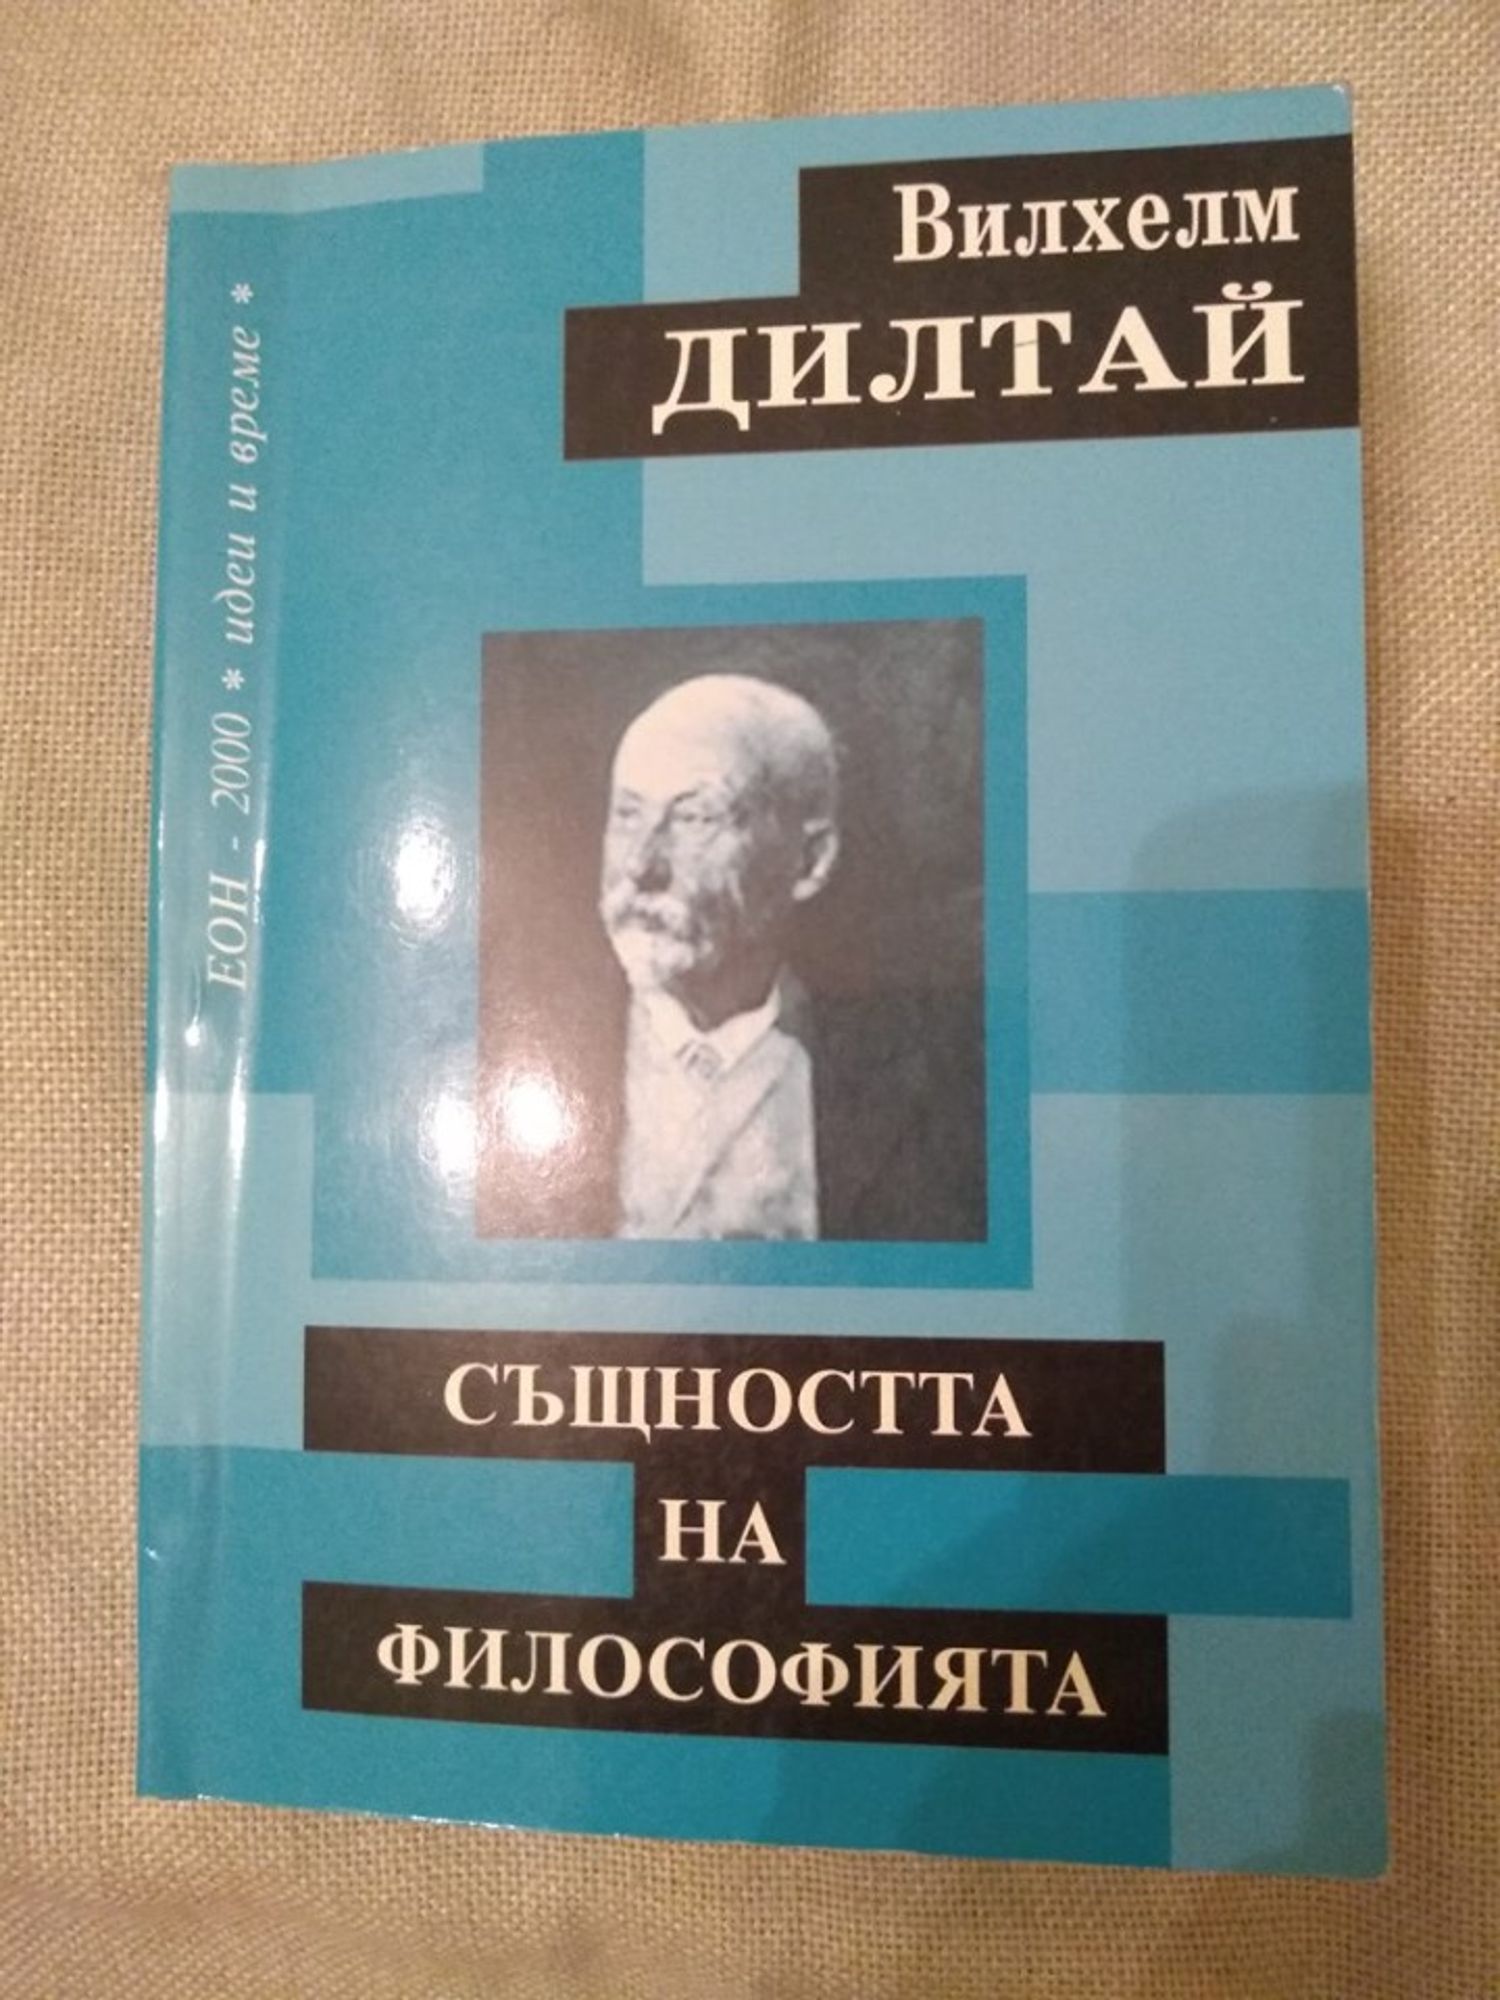 Вилхелм
ДИЛТАЙ
ЕОН - 2000 * идеи и време *
СЪЩНОСТТА
НА
ФИЛОСОФИЯТА